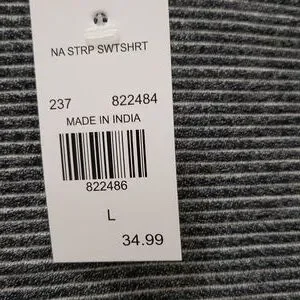 NA STRP SWTSHRT
237 822484
MADE IN INDIA
822486
L
34.99